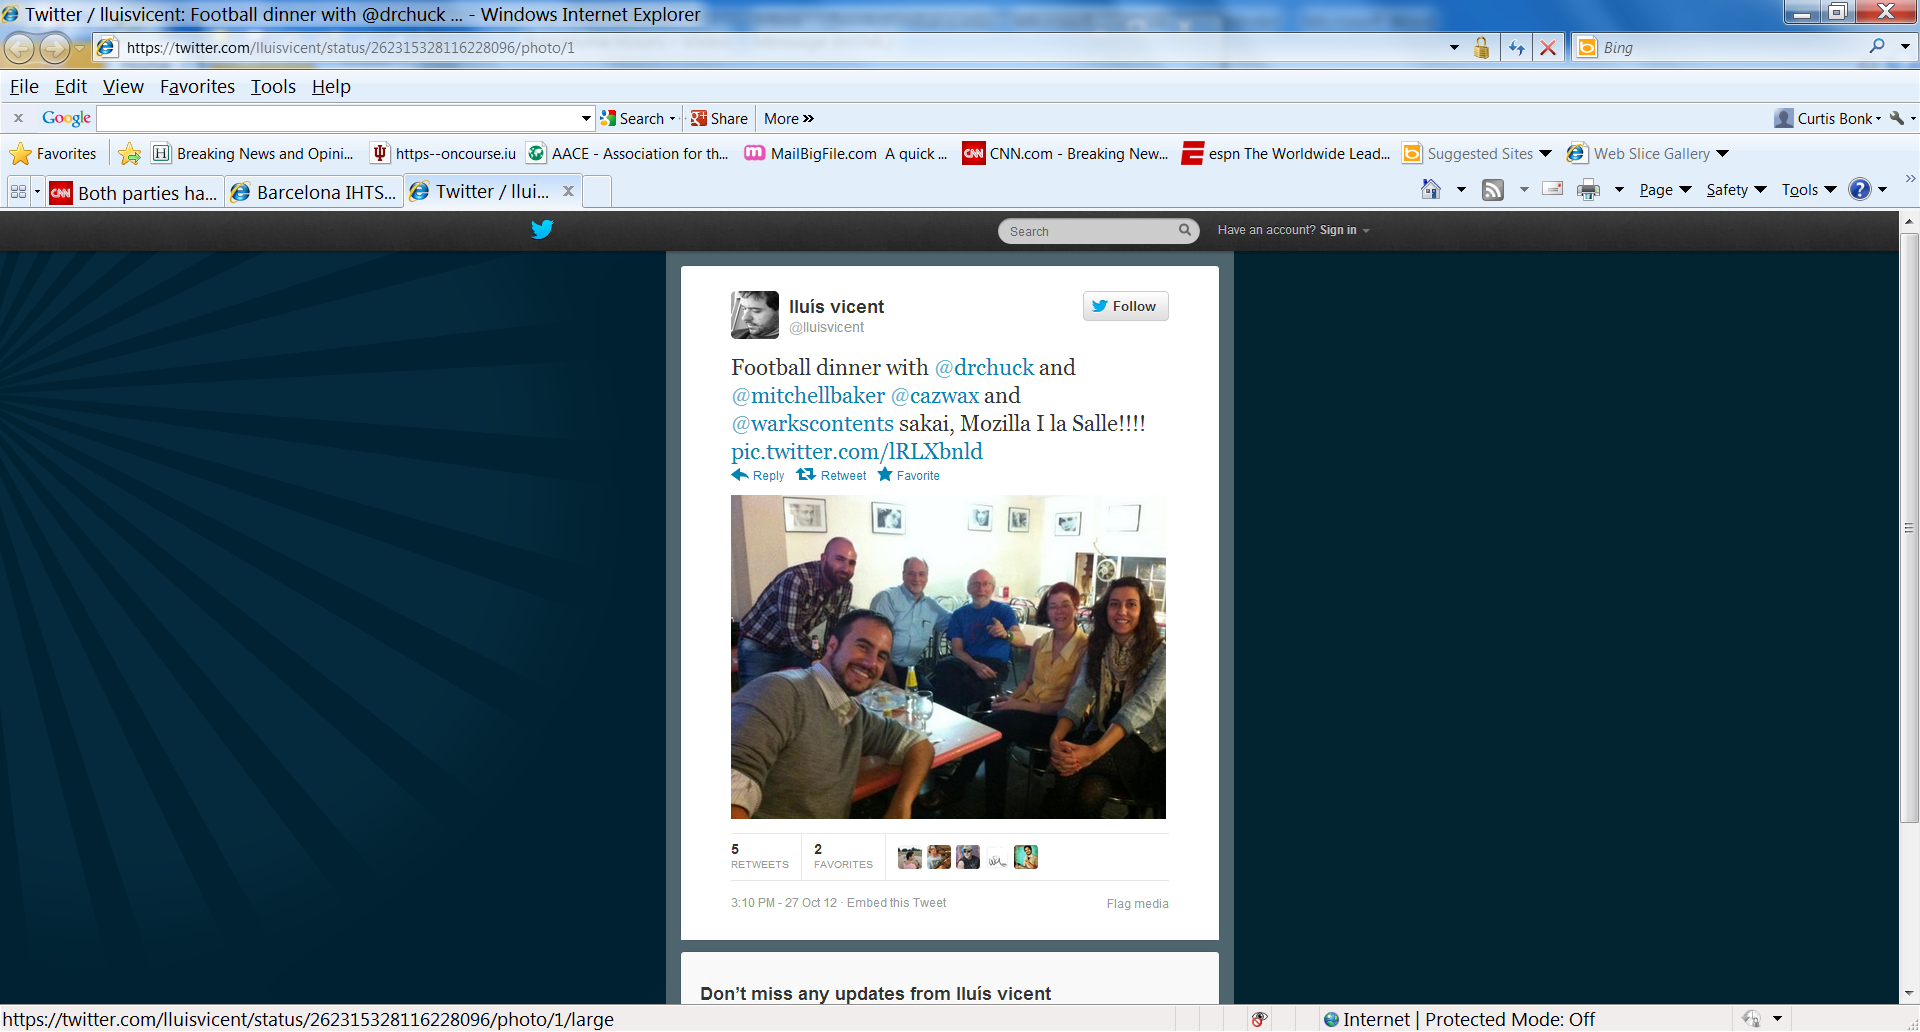 Twitter / lluisvicent: Football dinner with @drchuck ... - Windows Internet Explorer
https://twitter.com/lluisvicent/status/262315328116228096/photo/1
Bing
File Edit View Favorites Tools Help
x Google Search Share More » Curtis Bonk
Favorites Breaking News and Opini... https--oncourse.iu AACE - Association for th... MailBigFile.com A quick ... CNN.com - Breaking New... espn The Worldwide Lead... Suggested Sites Web Slice Gallery
CNN Both parties ha... Barcelona IHTS... Twitter / llui... x Page Safety Tools »
Search Have an account? Sign in
lluís vicent Follow
@lluisvicent
Football dinner with @drchuck and
@mitchellbaker @cazwax and
@warkscontents sakai, Mozilla I la Salle!!!!
pic.twitter.com/lRLXbnld
Reply Retweet Favorite
5 2
RETWEETS FAVORITES
3:10 PM - 27 Oct 12 · Embed this Tweet Flag media
Don't miss any updates from lluís vicent
https://twitter.com/lluisvicent/status/262315328116228096/photo/1/large Internet | Protected Mode: Off